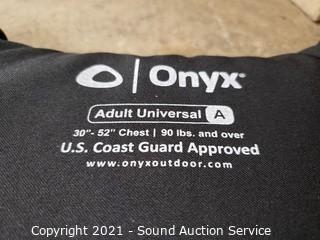 Onyx®
Adult Universal A
30"- 52" Chest | 90 lbs. and over
U.S. Coast Guard Approved
www.onyxoutdoor.com
Copyright 2021 - Sound Auction Service